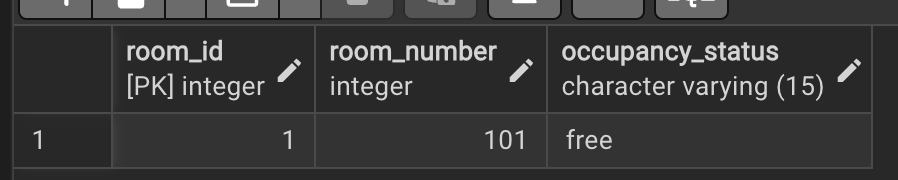 room_id room_number occupancy_status
[PK] integer integer character varying (15)
1 1 101 free